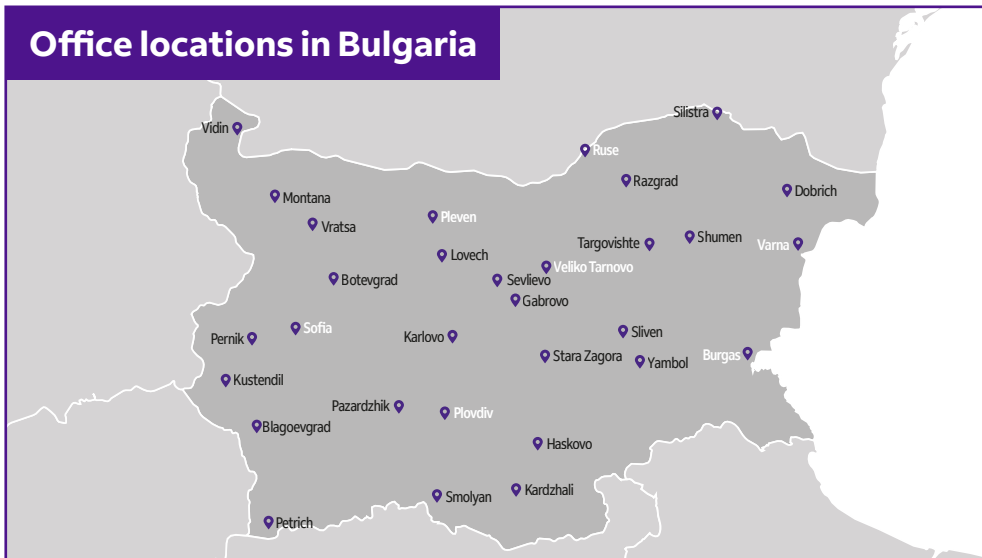 Office locations in Bulgaria
Silistra
Vidin
Ruse
Razgrad
Dobrich
Montana
Pleven
Vratsa
Shumen
Targovishte
Varna
Lovech
Veliko Tarnovo
Botevgrad
Sevlievo
Gabrovo
Sofia
Sliven
Pernik
Karlovo
Stara Zagora
Burgas
Yambol
Kustendil
Pazardzhik
Plovdiv
Blagoevgrad
Haskovo
Kardzhali
Smolyan
Petrich